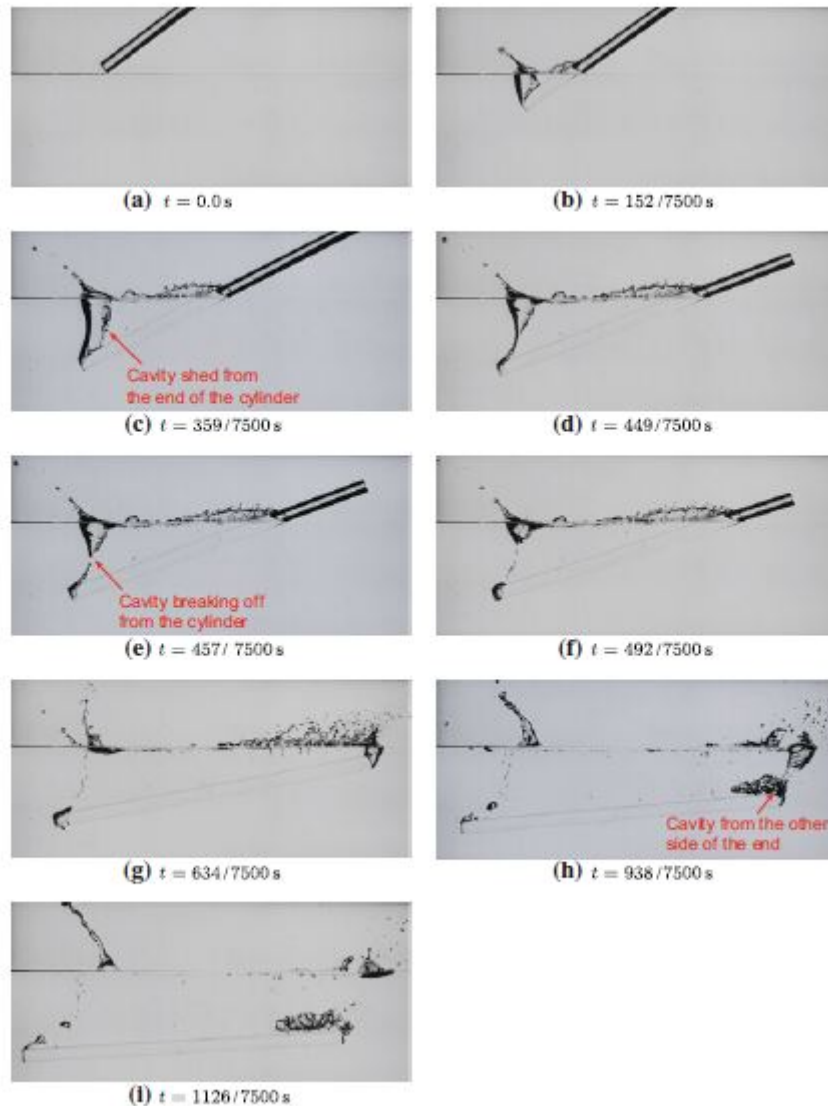 (a) t = 0.0 s
(b) t = 152/7500 s
Cavity shed from
the end of the cylinder
(c) t = 359/7500 s
(d) t = 449/7500 s
Cavity breaking off
from the cylinder
(e) t = 457/ 7500 s
(f) t = 492/7500 s
Cavity from the other
side of the end
(g) t = 634/7500 s
(h) t = 938/7500 s
(i) t = 1126/7500 s